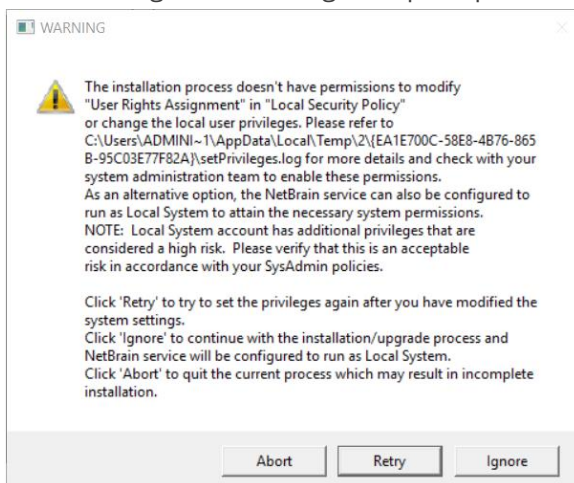 WARNING
The installation process doesn't have permissions to modify
"User Rights Assignment" in "Local Security Policy"
or change the local user privileges. Please refer to
C:\Users\ADMINI~1\AppData\Local\Temp\2\{EA1E700C-58E8-4B76-865
B-95C03E77F82A}\setPrivileges.log for more details and check with your
system administration team to enable these permissions.
As an alternative option, the NetBrain service can also be configured to
run as Local System to attain the necessary system permissions.
NOTE: Local System account has additional privileges that are
considered a high risk. Please verify that this is an acceptable
risk in accordance with your SysAdmin policies.
Click 'Retry' to try to set the privileges again after you have modified the
system settings.
Click 'Ignore' to continue with the installation/upgrade process and
NetBrain service will be configured to run as Local System.
Click 'Abort' to quit the current process which may result in incomplete
installation.
Abort Retry Ignore